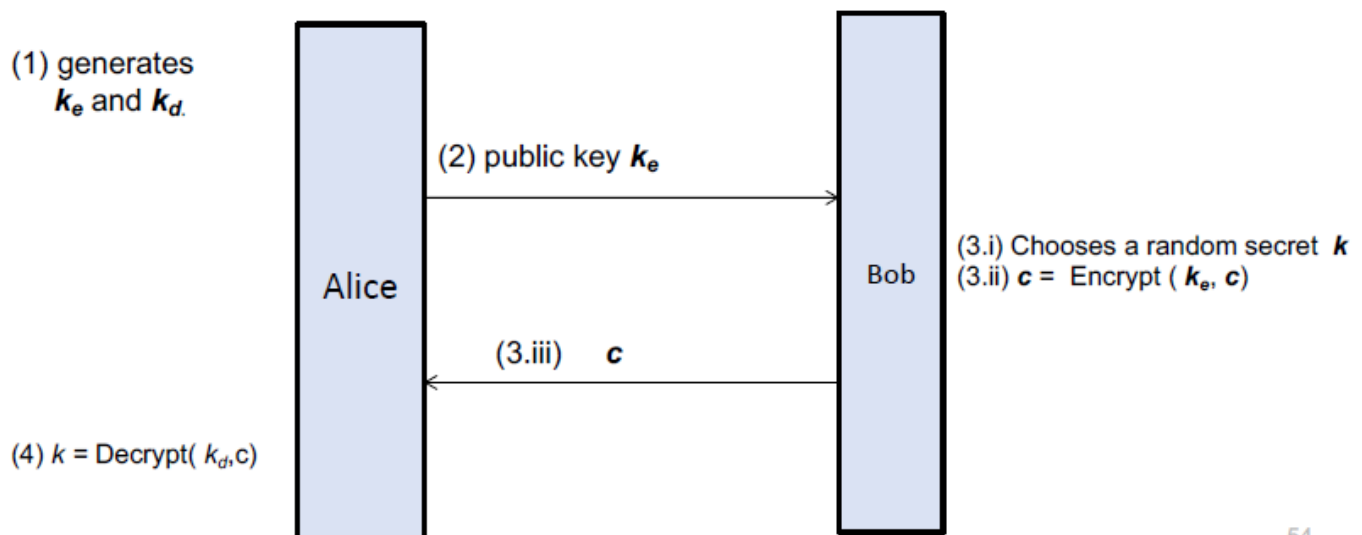 (1) generates
k_e and k_d.
(2) public key k_e
Alice
Bob
(3.i) Chooses a random secret k
(3.ii) c = Encrypt ( k_e, c)
(3.iii) c
(4) k = Decrypt( k_d,c)
54